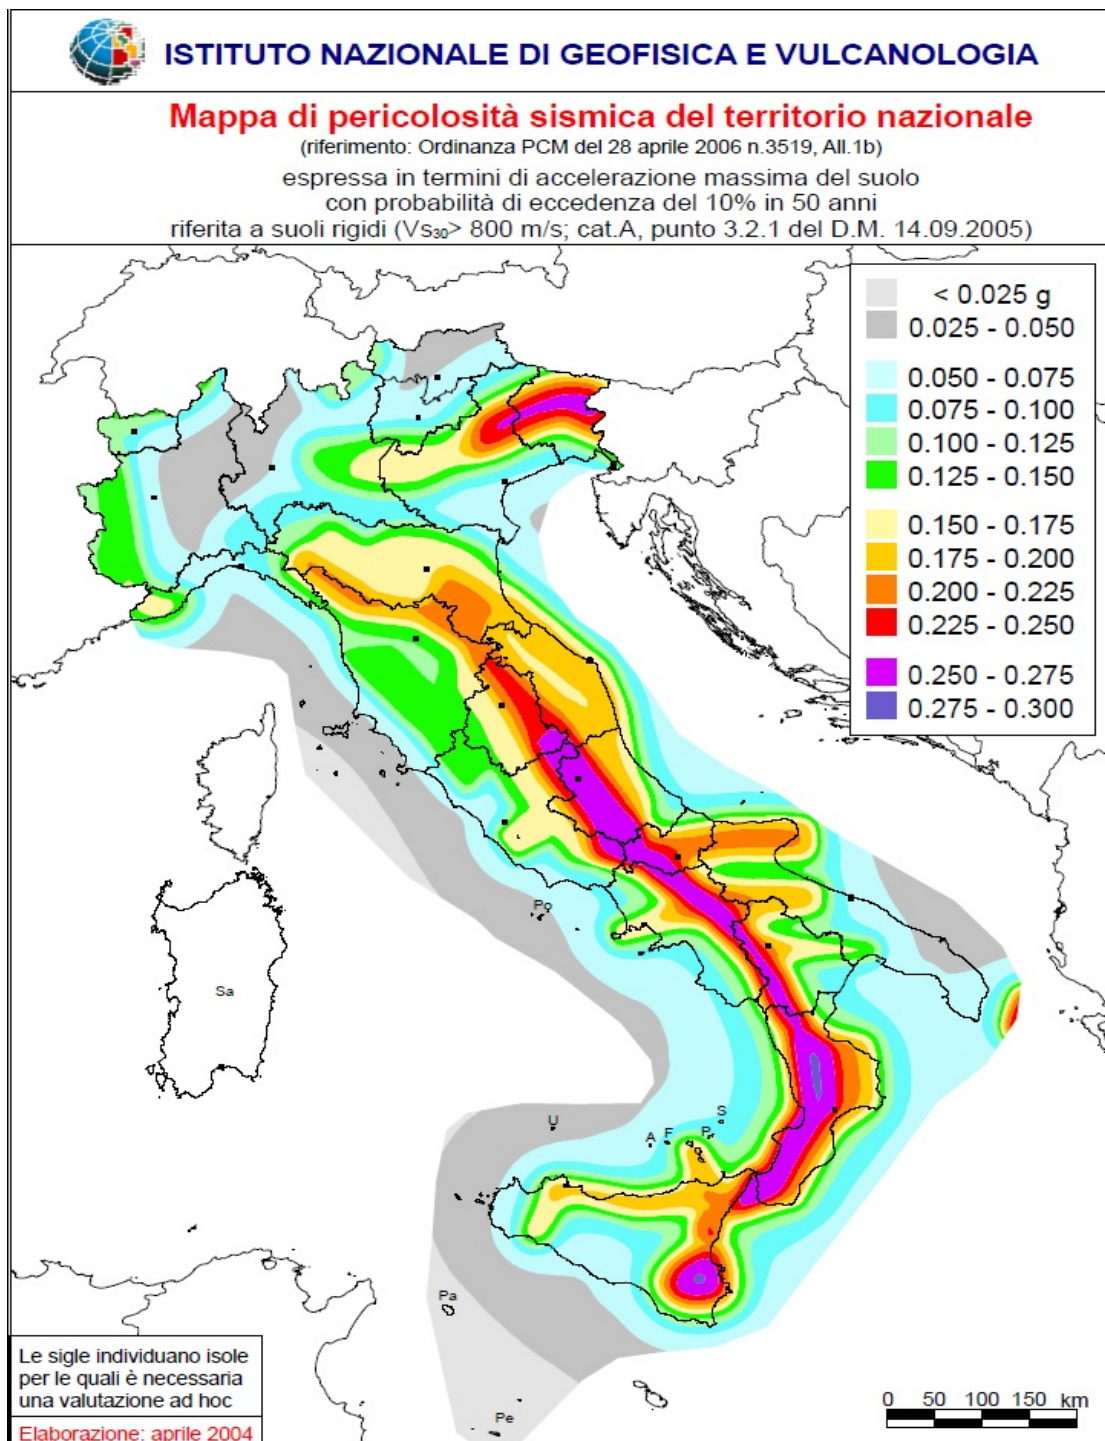 ISTITUTO NAZIONALE DI GEOFISICA E VULCANOLOGIA
Mappa di pericolosità sismica del territorio nazionale
(riferimento: Ordinanza PCM del 28 aprile 2006 n.3519, All.1b)
espressa in termini di accelerazione massima del suolo
con probabilità di eccedenza del 10% in 50 anni
riferita a suoli rigidi (Vs30> 800 m/s; cat.A, punto 3.2.1 del D.M. 14.09.2005)
< 0.025 g
0.025 - 0.050
0.050 - 0.075
0.075 - 0.100
0.100 - 0.125
0.125 - 0.150
0.150 - 0.175
0.175 - 0.200
0.200 - 0.225
0.225 - 0.250
0.250 - 0.275
0.275 - 0.300
Po
Sa
S
U
A
F
P
Pa
Pe
Le sigle individuano isole
per le quali è necessaria
una valutazione ad hoc
Elaborazione: aprile 2004
0 50 100 150 km